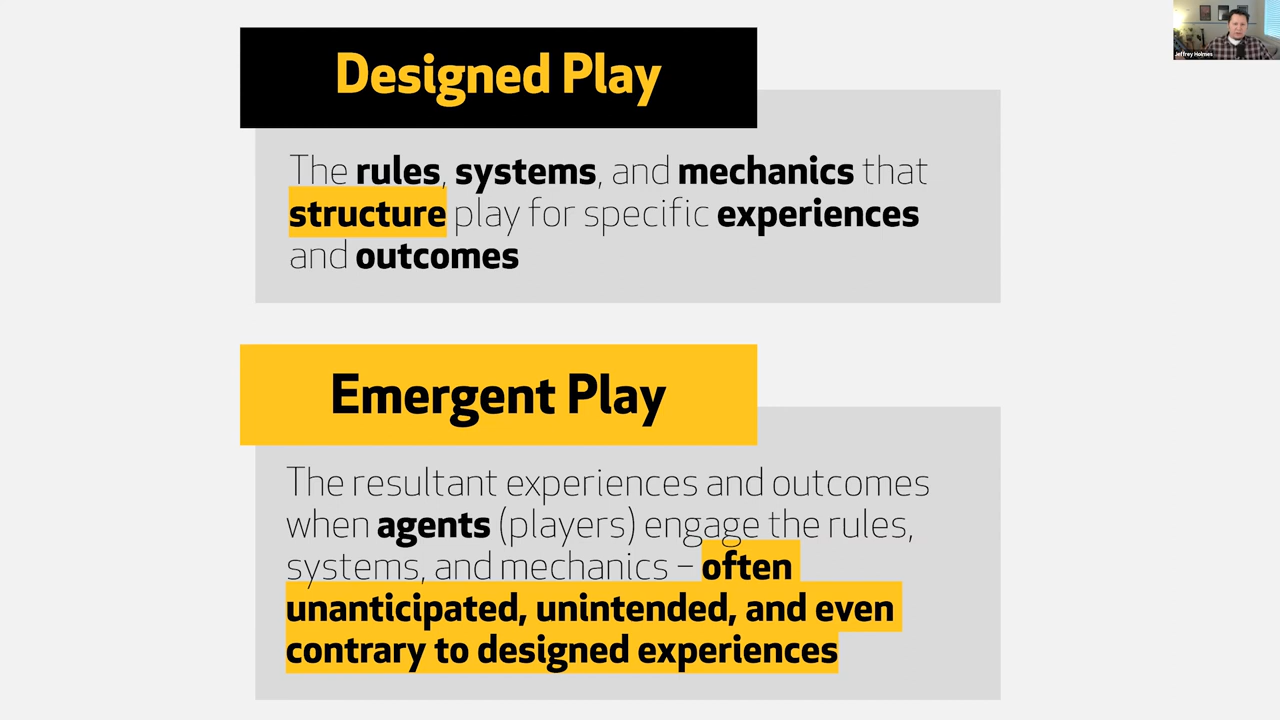 Designed Play
The rules, systems, and mechanics that
structure play for specific experiences
and outcomes
Emergent Play
The resultant experiences and outcomes
when agents (players) engage the rules,
systems, and mechanics – often
unanticipated, unintended, and even
contrary to designed experiences
Jeffrey Holmes